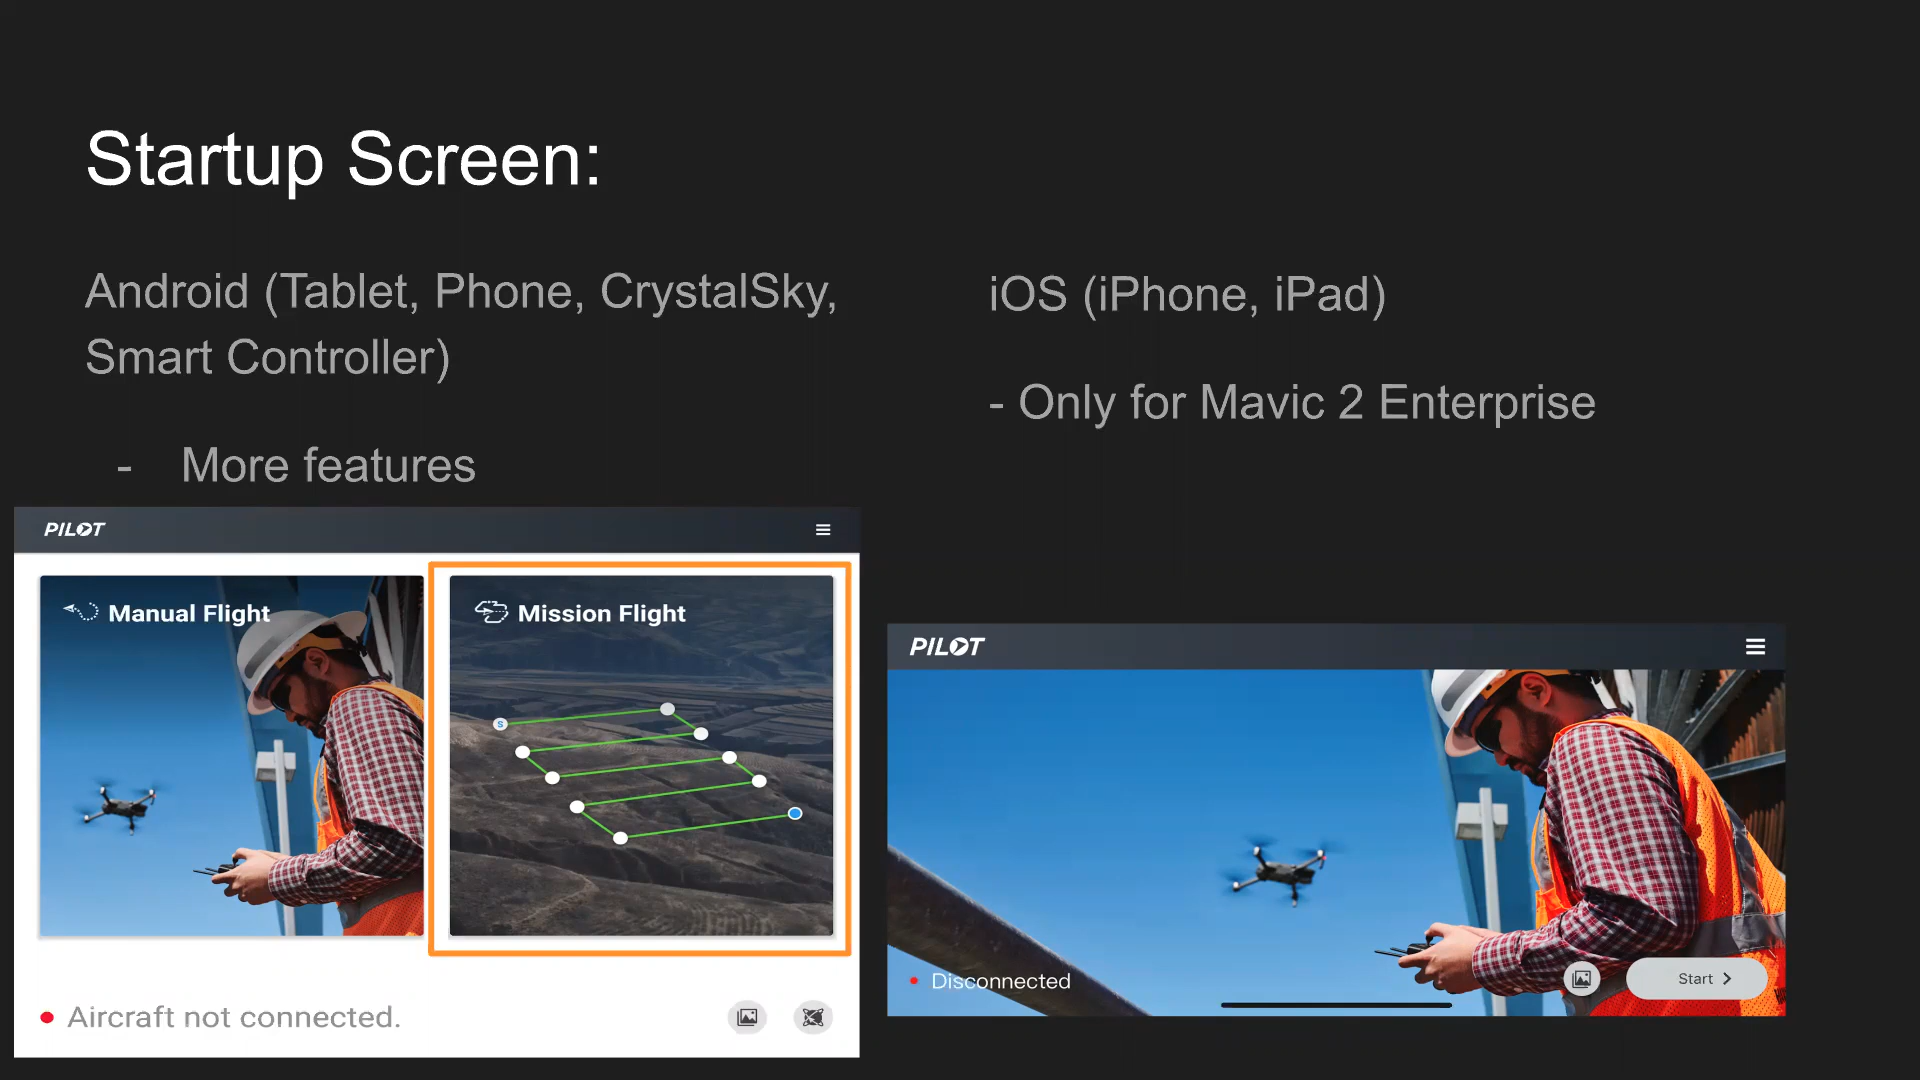 Startup Screen:
Android (Tablet, Phone, CrystalSky,
Smart Controller)
- More features
iOS (iPhone, iPad)
- Only for Mavic 2 Enterprise
PILOT
Manual Flight
Mission Flight
S
Aircraft not connected.
PILOT
Disconnected
Start